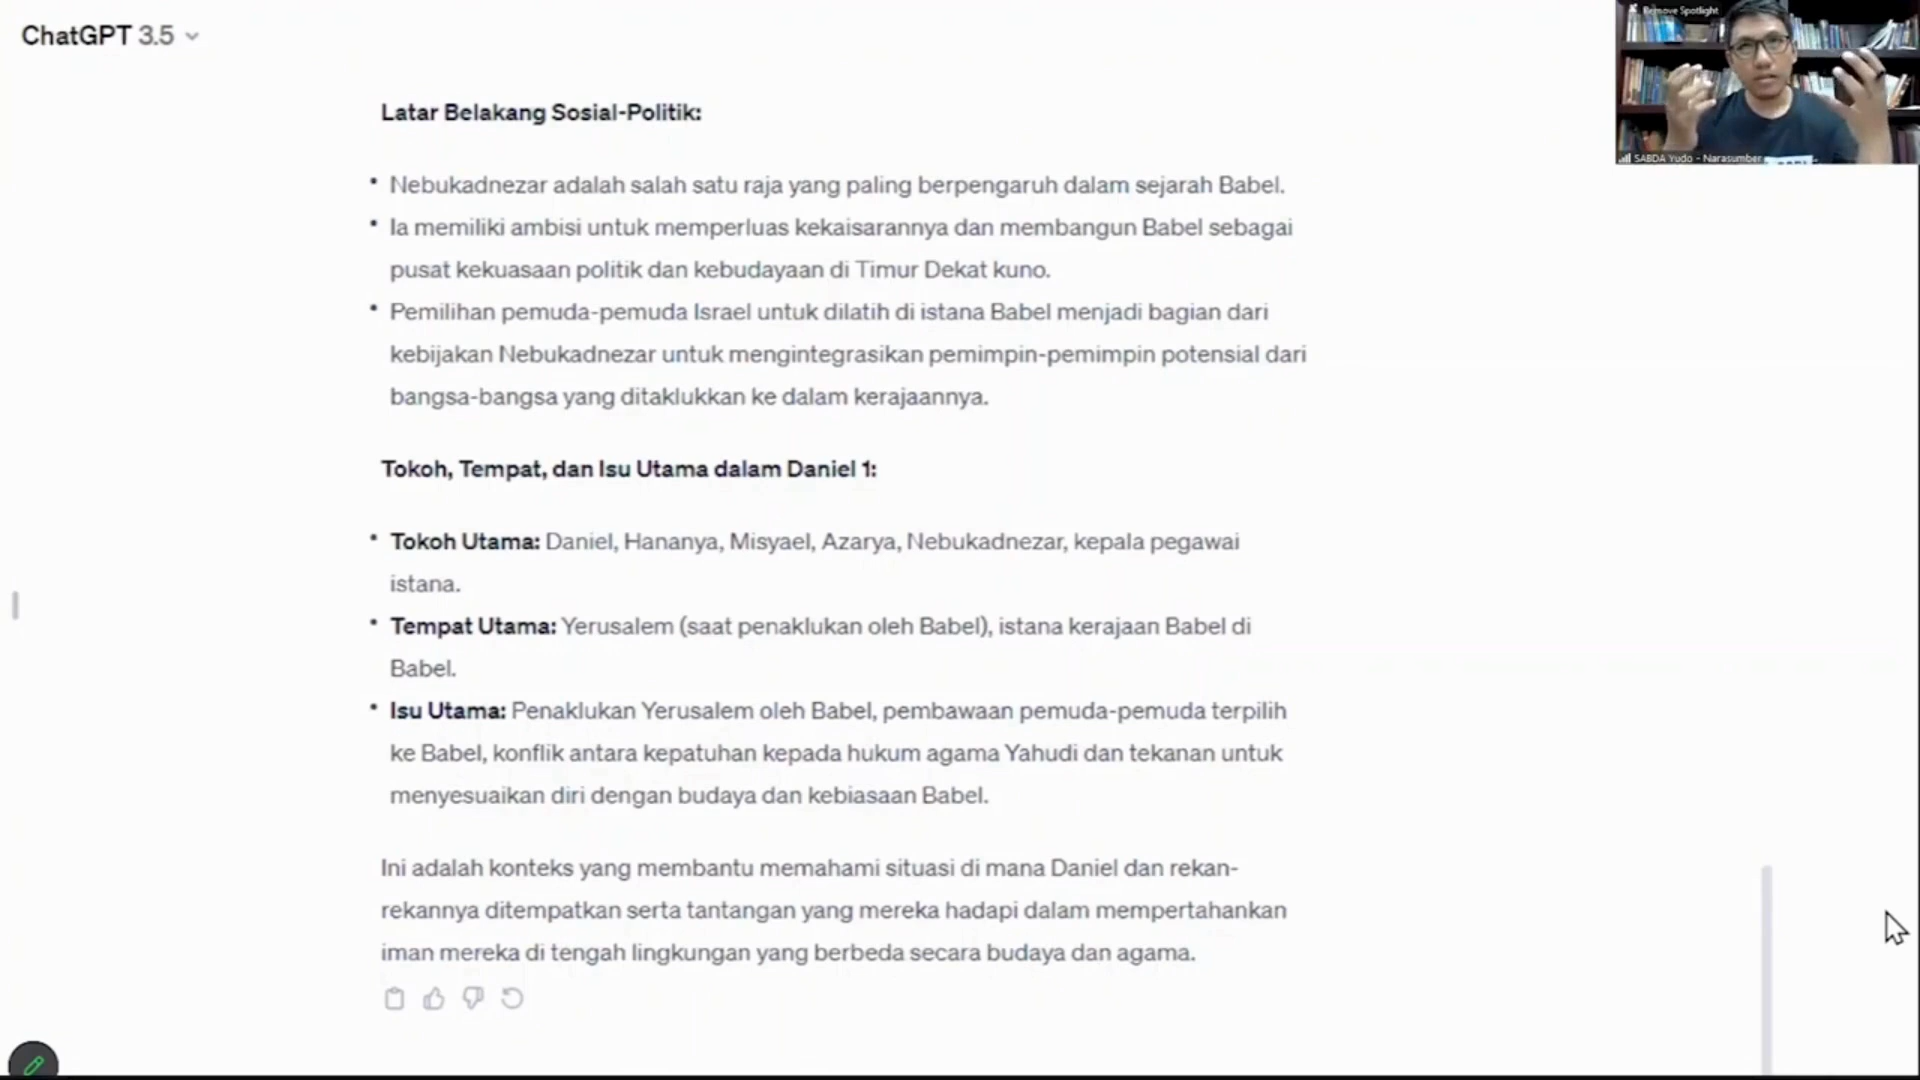 ChatGPT 3.5
Remove Spotlight
SABDA Yudo - Narasumber
Latar Belakang Sosial-Politik:
• Nebukadnezar adalah salah satu raja yang paling berpengaruh dalam sejarah Babel.
• Ia memiliki ambisi untuk memperluas kekaisarannya dan membangun Babel sebagai
pusat kekuasaan politik dan kebudayaan di Timur Dekat kuno.
• Pemilihan pemuda-pemuda Israel untuk dilatih di istana Babel menjadi bagian dari
kebijakan Nebukadnezar untuk mengintegrasikan pemimpin-pemimpin potensial dari
bangsa-bangsa yang ditaklukkan ke dalam kerajaannya.
Tokoh, Tempat, dan Isu Utama dalam Daniel 1:
• Tokoh Utama: Daniel, Hananya, Misyael, Azarya, Nebukadnezar, kepala pegawai
istana.
• Tempat Utama: Yerusalem (saat penaklukan oleh Babel), istana kerajaan Babel di
Babel.
• Isu Utama: Penaklukan Yerusalem oleh Babel, pembawaan pemuda-pemuda terpilih
ke Babel, konflik antara kepatuhan kepada hukum agama Yahudi dan tekanan untuk
menyesuaikan diri dengan budaya dan kebiasaan Babel.
Ini adalah konteks yang membantu memahami situasi di mana Daniel dan rekan-
rekannya ditempatkan serta tantangan yang mereka hadapi dalam mempertahankan
iman mereka di tengah lingkungan yang berbeda secara budaya dan agama.